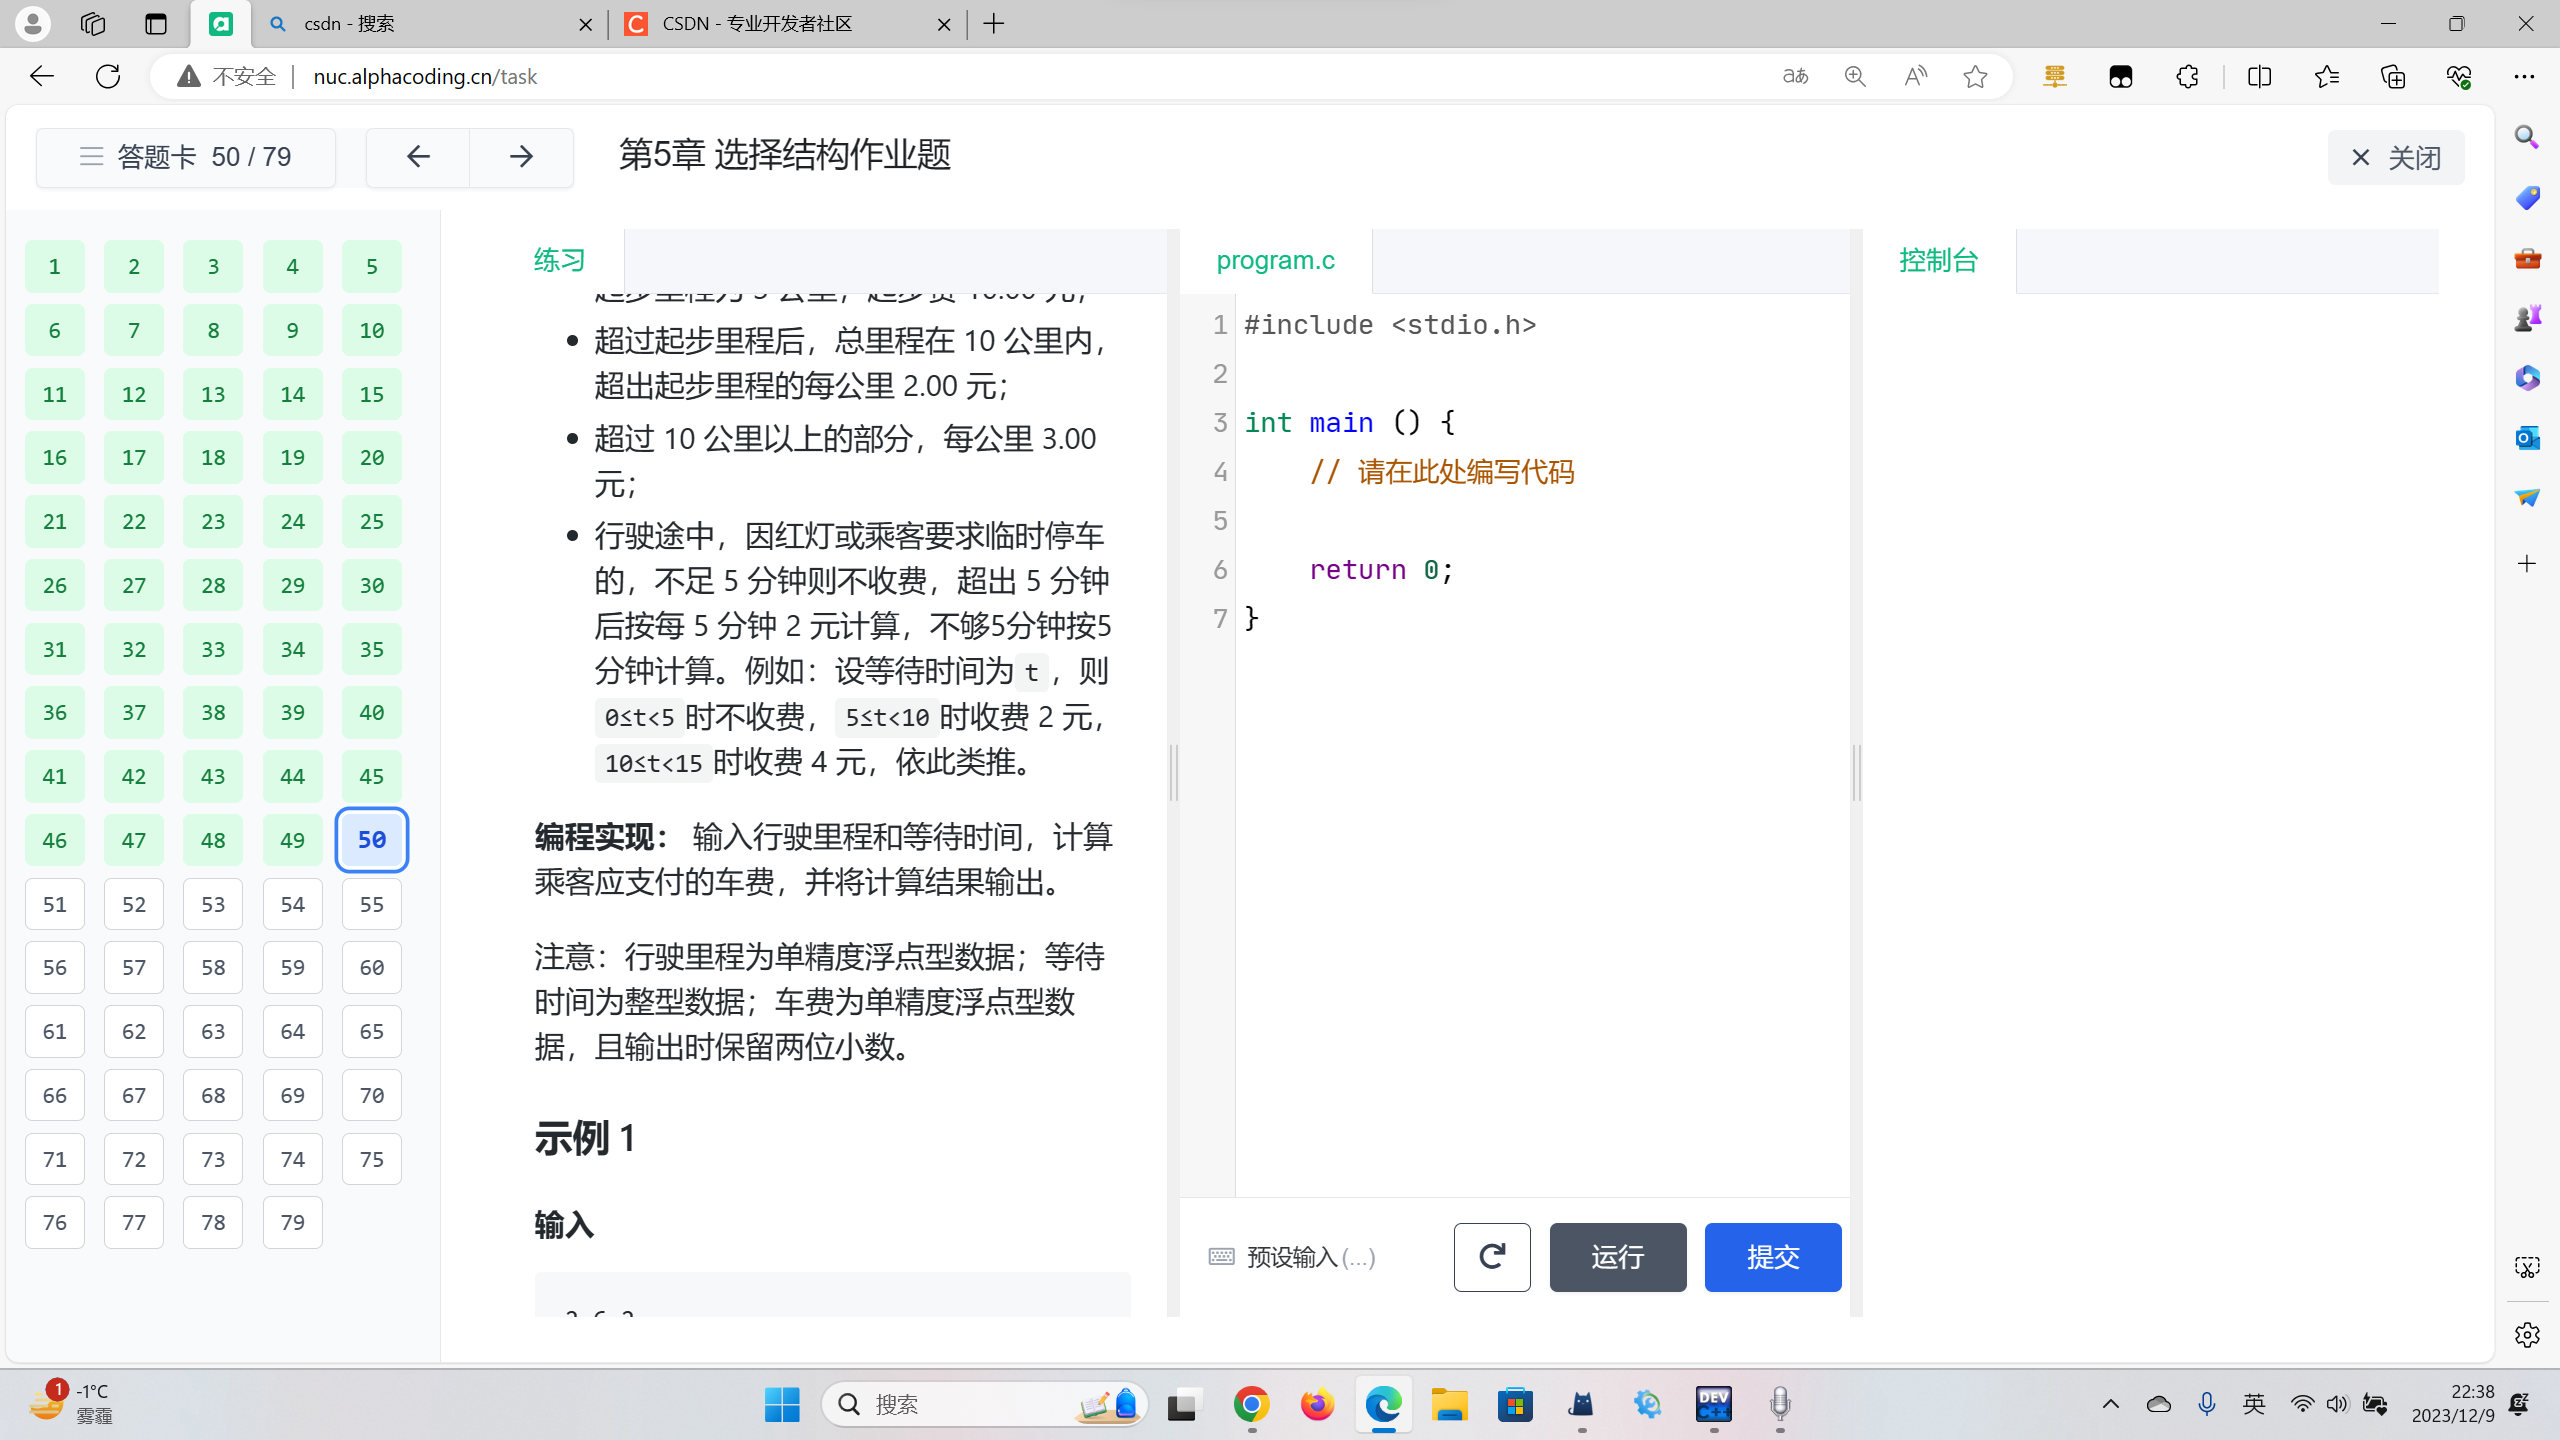 csdn - 搜索
CSDN - 专业开发者社区
不安全
nuc.alphacoding.cn/task
答题卡 50 / 79
第5章 选择结构作业题
关闭
1 2 3 4 5
6 7 8 9 10
11 12 13 14 15
16 17 18 19 20
21 22 23 24 25
26 27 28 29 30
31 32 33 34 35
36 37 38 39 40
41 42 43 44 45
46 47 48 49 50
51 52 53 54 55
56 57 58 59 60
61 62 63 64 65
66 67 68 69 70
71 72 73 74 75
76 77 78 79
练习
超过起步里程后，总里程在 10 公里内，
超出起步里程的每公里 2.00 元；
超过 10 公里以上的部分，每公里 3.00
元；
行驶途中，因红灯或乘客要求临时停车
的，不足 5 分钟则不收费，超出 5 分钟
后按每 5 分钟 2 元计算，不够5分钟按5
分钟计算。例如：设等待时间为 t ，则
0≤t<5 时不收费， 5≤t<10 时收费 2 元，
10≤t<15 时收费 4 元，依此类推。
编程实现： 输入行驶里程和等待时间，计算
乘客应支付的车费，并将计算结果输出。
注意：行驶里程为单精度浮点型数据；等待
时间为整型数据；车费为单精度浮点型数
据，且输出时保留两位小数。
示例 1
输入
program.c
1 #include <stdio.h>
2
3 int main () {
4 // 请在此处编写代码
5
6 return 0;
7 }
预设输入 (...)
运行
提交
控制台
1
-1°C
雾霾
搜索
DEV
C++
英
22:38
2023/12/9